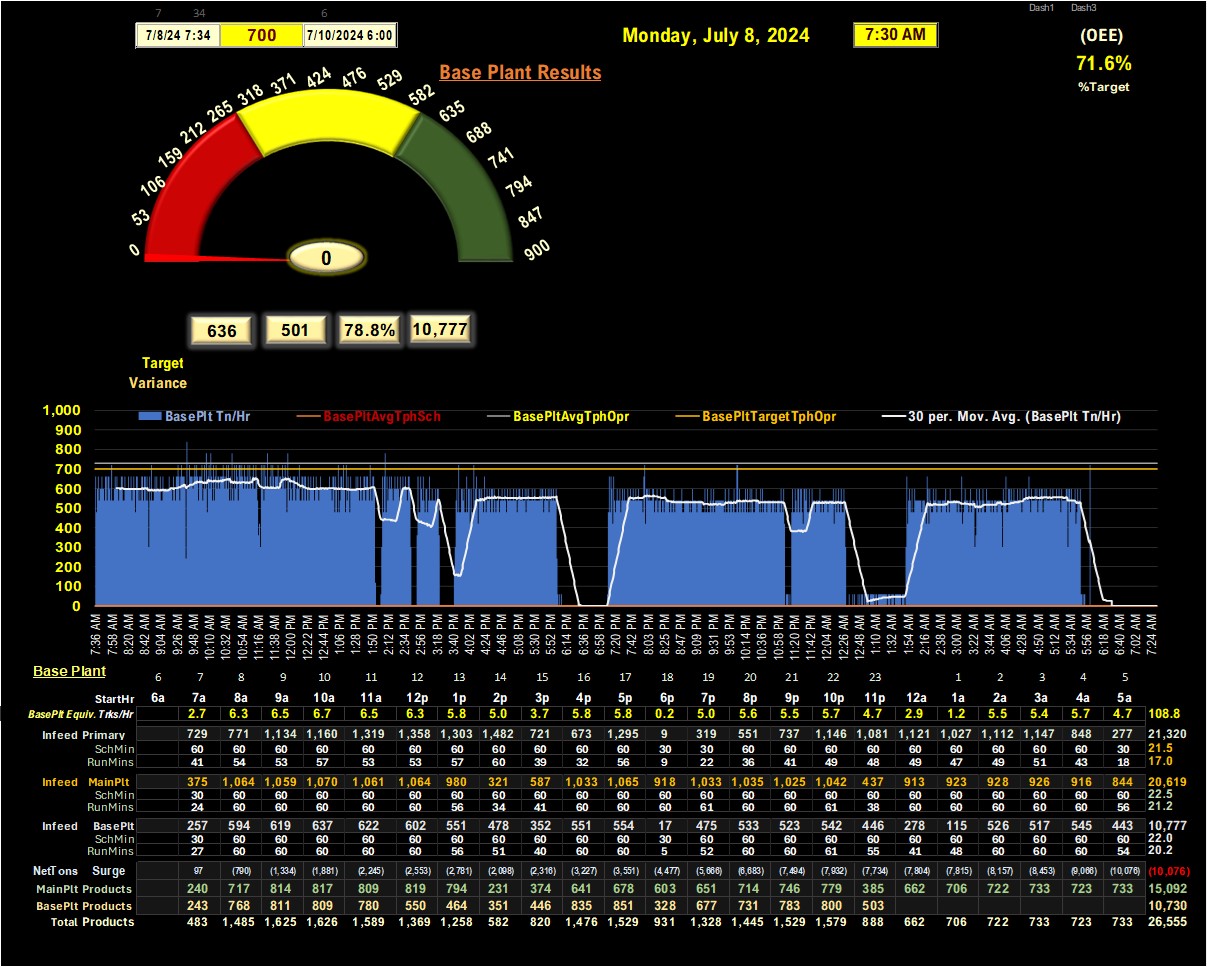 7 34 6 Dash1 Dash3
7/8/24 7:34 700 7/10/2024 6:00 Monday, July 8, 2024 7:30 AM (OEE)
71.6%
%Target
Base Plant Results
0 53 106 159 212 265 318 371 424 476 529 582 635 688 741 794 847 900
0
636 501 78.8% 10,777
Target
Variance
BasePlt Tn/Hr BasePltAvgTphSch BasePltAvgTphOpr BasePltTargetTphOpr 30 per. Mov. Avg. (BasePlt Tn/Hr)
1,000
900
800
700
600
500
400
300
200
100
0
7:36 AM 7:58 AM 8:20 AM 8:42 AM 9:04 AM 9:26 AM 9:48 AM 10:10 AM 10:32 AM 10:54 AM 11:16 AM 11:38 AM 12:00 PM 12:22 PM 12:44 PM 1:06 PM 1:28 PM 1:50 PM 2:12 PM 2:34 PM 2:56 PM 3:18 PM 3:40 PM 4:02 PM 4:24 PM 4:46 PM 5:08 PM 5:30 PM 5:52 PM 6:14 PM 6:36 PM 6:58 PM 7:20 PM 7:41 PM 8:03 PM 8:25 PM 8:47 PM 9:09 PM 9:31 PM 9:53 PM 10:14 PM 10:36 PM 10:58 PM 11:20 PM 11:42 PM 12:04 AM 12:26 AM 12:48 AM 1:10 AM 1:32 AM 1:54 AM 2:16 AM 2:38 AM 3:00 AM 3:22 AM 3:44 AM 4:06 AM 4:28 AM 4:50 AM 5:12 AM 5:34 AM 5:56 AM 6:18 AM 6:40 AM 7:02 AM 7:24 AM
Base Plant
6 7 8 9 10 11 12 13 14 15 16 17 18 19 20 21 22 23 1 2 3 4 5
StartHr 6a 7a 8a 9a 10a 11a 12p 1p 2p 3p 4p 5p 6p 7p 8p 9p 10p 11p 12a 1a 2a 3a 4a 5a
BasePlt Equiv. Trks/Hr 2.7 6.3 6.5 6.7 6.5 6.3 5.8 5.0 3.7 5.8 5.8 0.2 5.0 5.6 5.5 5.7 4.7 2.9 1.2 5.5 5.4 5.7 4.7 108.8
Infeed Primary 729 771 1,134 1,160 1,319 1,358 1,303 1,482 721 673 1,295 9 319 551 737 1,146 1,081 1,121 1,027 1,112 1,147 848 277 21,320
SchMin 60 60 60 60 60 60 60 60 60 60 60 30 30 60 60 60 60 60 60 60 60 60 30 21.5
RunMins 41 54 53 57 53 53 57 60 39 32 56 9 22 36 41 49 48 49 47 49 51 43 18 17.0
Infeed MainPlt 375 1,064 1,059 1,070 1,061 1,064 980 321 587 1,033 1,065 918 1,033 1,035 1,025 1,042 437 913 923 928 926 916 844 20,619
SchMin 30 60 60 60 60 60 60 60 60 60 60 60 60 60 60 60 60 60 60 60 60 60 60 22.5
RunMins 24 60 60 60 60 60 56 34 41 60 60 60 61 60 60 61 38 60 60 60 60 60 56 21.2
Infeed BasePlt 257 594 619 637 622 602 551 478 352 551 554 17 475 533 523 542 446 278 115 526 517 545 443 10,777
SchMin 30 60 60 60 60 60 60 60 60 60 60 30 60 60 60 60 60 60 60 60 60 60 60 22.0
RunMins 27 60 60 60 60 60 56 51 40 60 60 5 52 60 60 61 55 41 48 60 60 60 54 20.2
NetTons Surge 97 (790) (1,334) (1,881) (2,245) (2,553) (2,781) (2,098) (2,316) (3,227) (3,551) (4,477) (5,666) (6,683) (7,494) (7,932) (7,734) (7,804) (7,815) (8,157) (8,453) (9,066) (10,076) (10,076)
MainPlt Products 240 717 814 817 809 819 794 231 374 641 678 603 651 714 746 779 385 662 706 722 733 723 733 15,092
BasePlt Products 243 768 811 809 780 550 464 351 446 835 851 328 677 731 783 800 503 10,730
Total Products 483 1,485 1,625 1,626 1,589 1,369 1,258 582 820 1,476 1,529 931 1,328 1,445 1,529 1,579 888 662 706 722 733 723 733 26,555